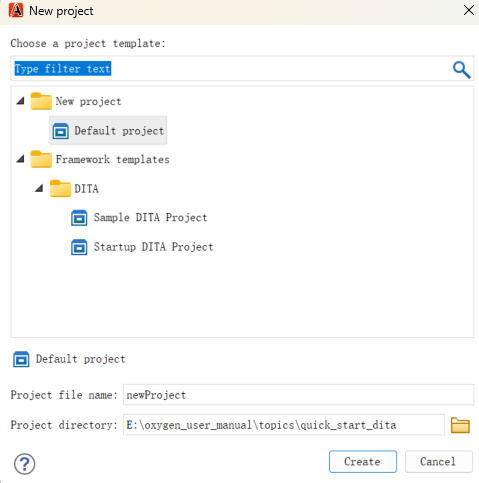 New project
Choose a project template:
Type filter text
New project
Default project
Framework templates
DITA
Sample DITA Project
Startup DITA Project
Default project
Project file name: newProject
Project directory: E:\oxygen_user_manual\topics\quick_start_dita
Create Cancel